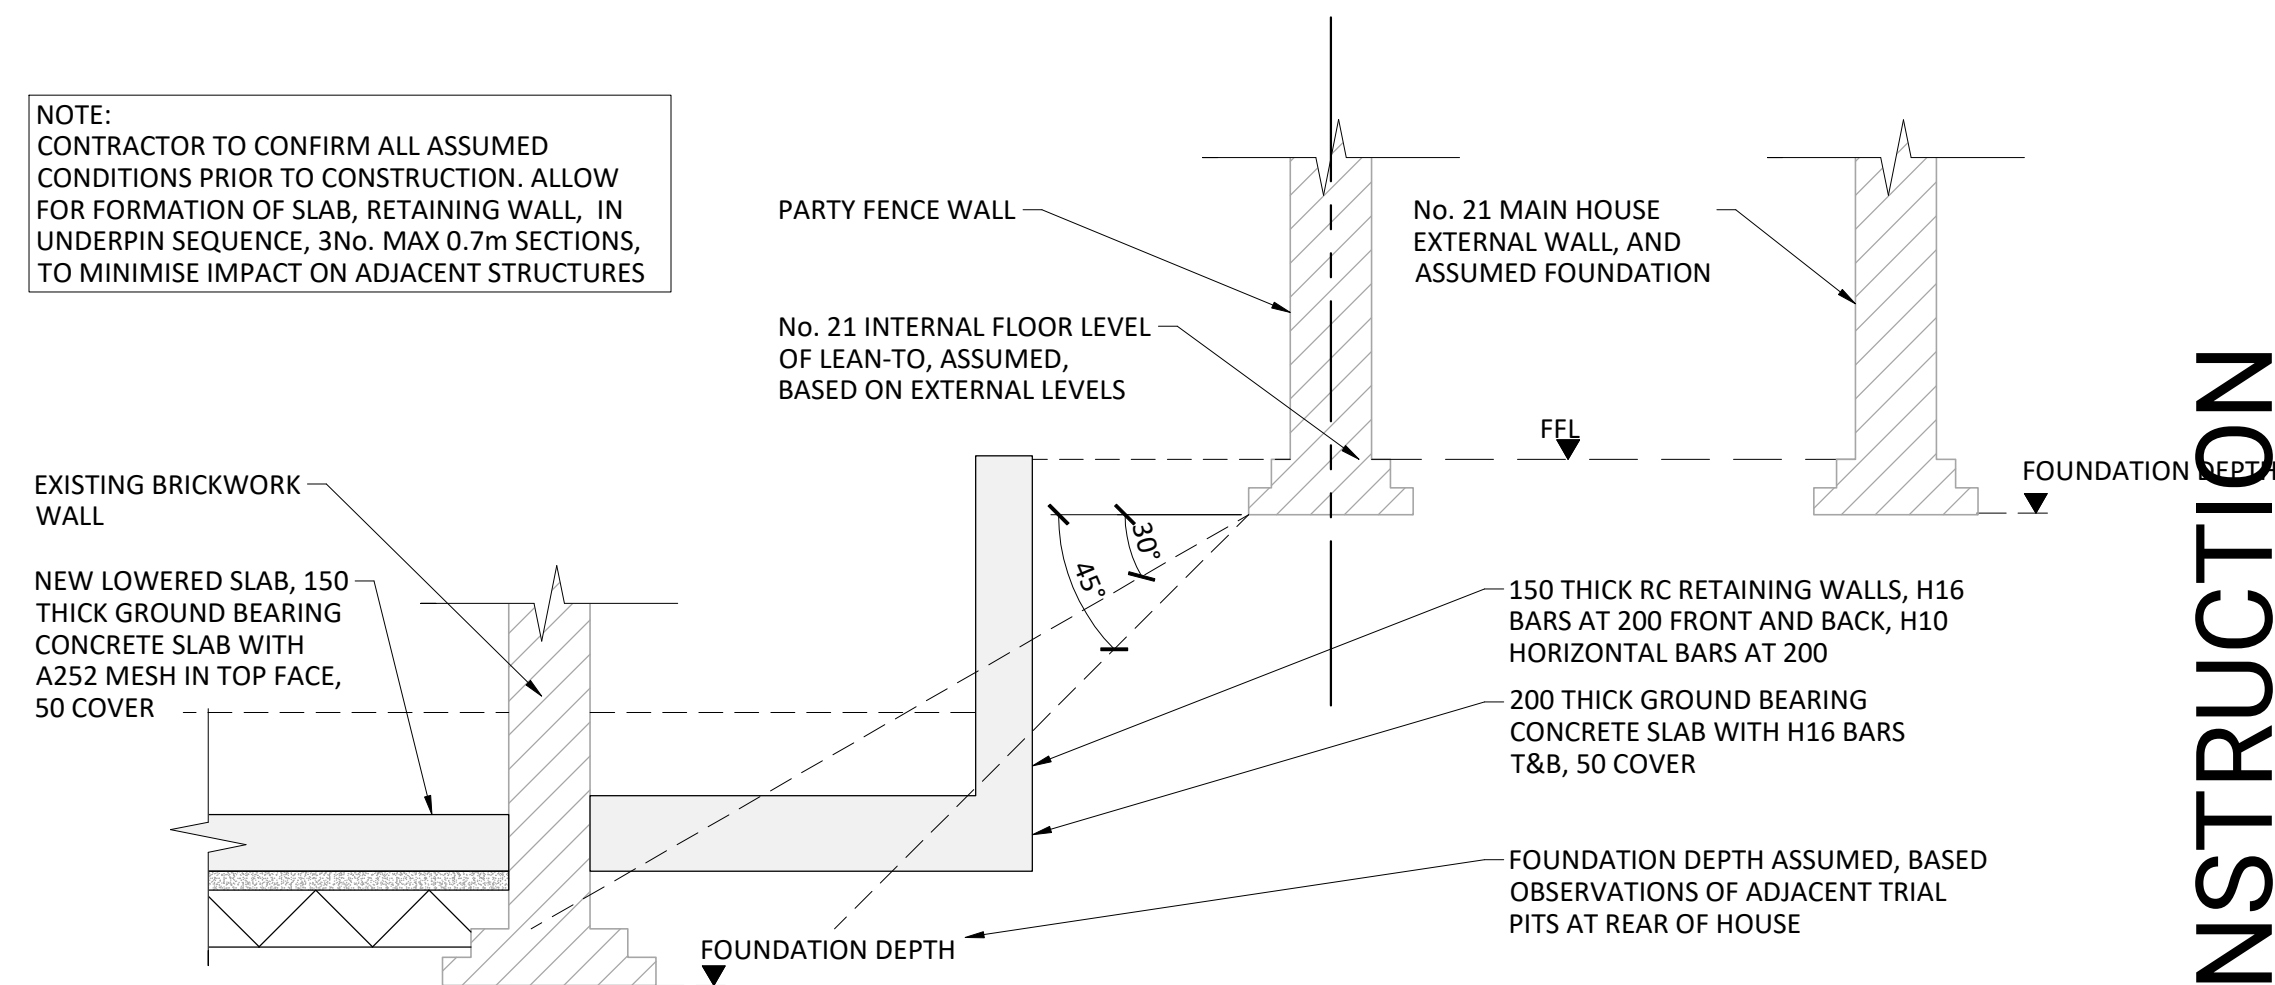 NOTE:
CONTRACTOR TO CONFIRM ALL ASSUMED
CONDITIONS PRIOR TO CONSTRUCTION. ALLOW
FOR FORMATION OF SLAB, RETAINING WALL, IN
UNDERPIN SEQUENCE, 3No. MAX 0.7m SECTIONS,
TO MINIMISE IMPACT ON ADJACENT STRUCTURES
PARTY FENCE WALL
No. 21 MAIN HOUSE
EXTERNAL WALL, AND
ASSUMED FOUNDATION
No. 21 INTERNAL FLOOR LEVEL
OF LEAN-TO, ASSUMED,
BASED ON EXTERNAL LEVELS
FFL
FOUNDATION DEPTH
EXISTING BRICKWORK
WALL
30°
45°
NEW LOWERED SLAB, 150
THICK GROUND BEARING
CONCRETE SLAB WITH
A252 MESH IN TOP FACE,
50 COVER
150 THICK RC RETAINING WALLS, H16
BARS AT 200 FRONT AND BACK, H10
HORIZONTAL BARS AT 200
200 THICK GROUND BEARING
CONCRETE SLAB WITH H16 BARS
T&B, 50 COVER
FOUNDATION DEPTH ASSUMED, BASED
OBSERVATIONS OF ADJACENT TRIAL
PITS AT REAR OF HOUSE
FOUNDATION DEPTH
NSTRUCTION